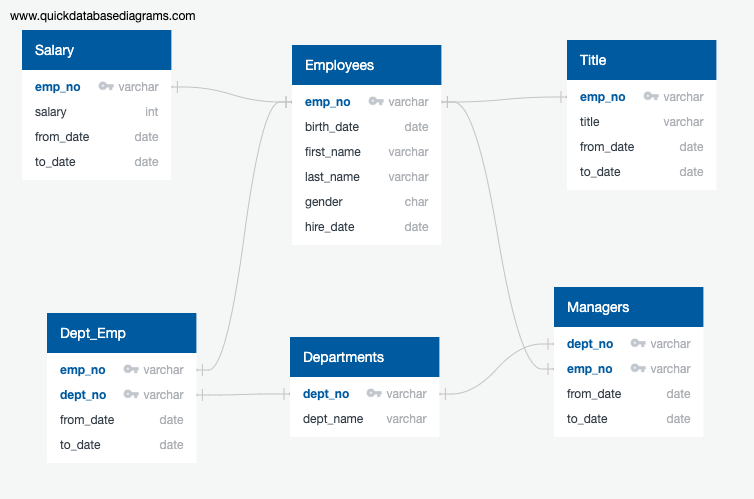 www.quickdatabasediagrams.com
Salary
emp_no varchar
salary int
from_date date
to_date date
Employees
emp_no varchar
birth_date date
first_name varchar
last_name varchar
gender char
hire_date date
Title
emp_no varchar
title varchar
from_date date
to_date date
Dept_Emp
emp_no varchar
dept_no varchar
from_date date
to_date date
Departments
dept_no varchar
dept_name varchar
Managers
dept_no varchar
emp_no varchar
from_date date
to_date date